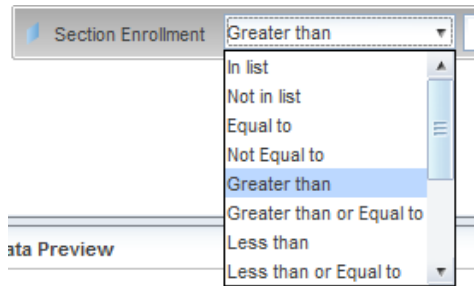 Section Enrollment Greater than
In list
Not in list
Equal to
Not Equal to
Greater than
Greater than or Equal to
Less than
ata Preview
Less than or Equal to